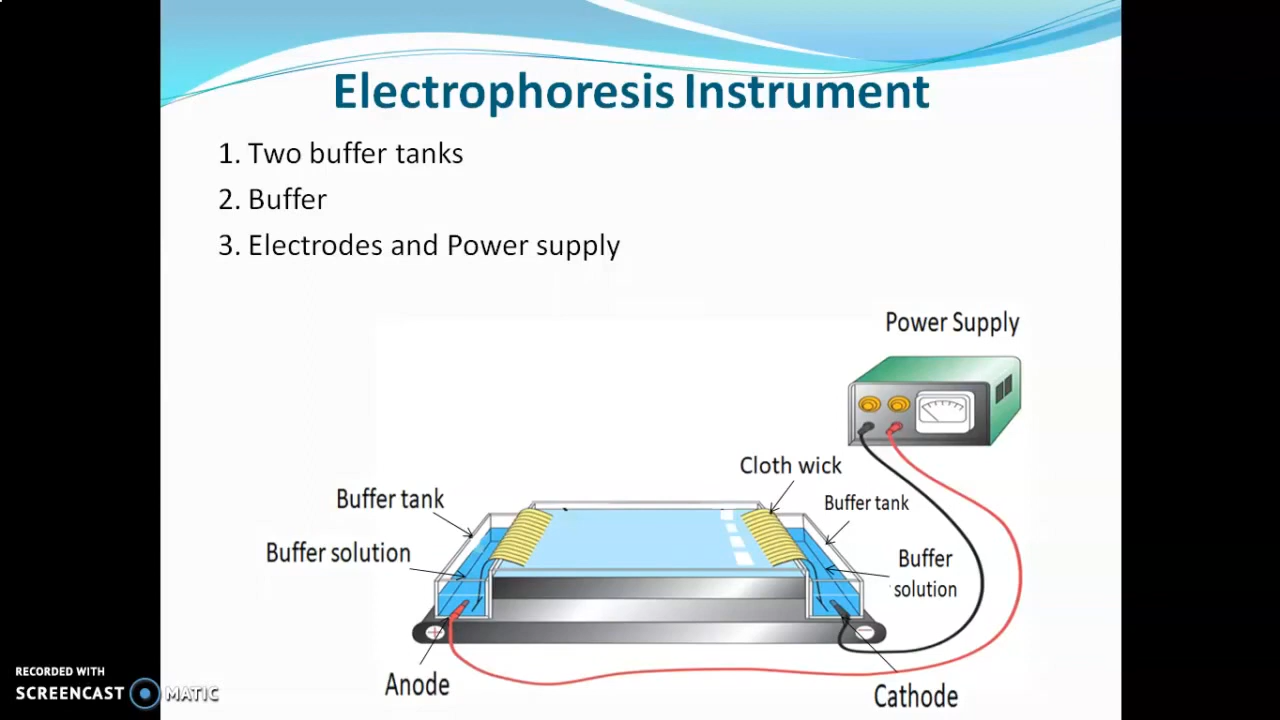 Electrophoresis Instrument
1. Two buffer tanks
2. Buffer
3. Electrodes and Power supply
Power Supply
Cloth wick
Buffer tank
Buffer tank
Buffer solution
Buffer
solution
+
−
Anode
Cathode
RECORDED WITH
SCREENCAST MATIC